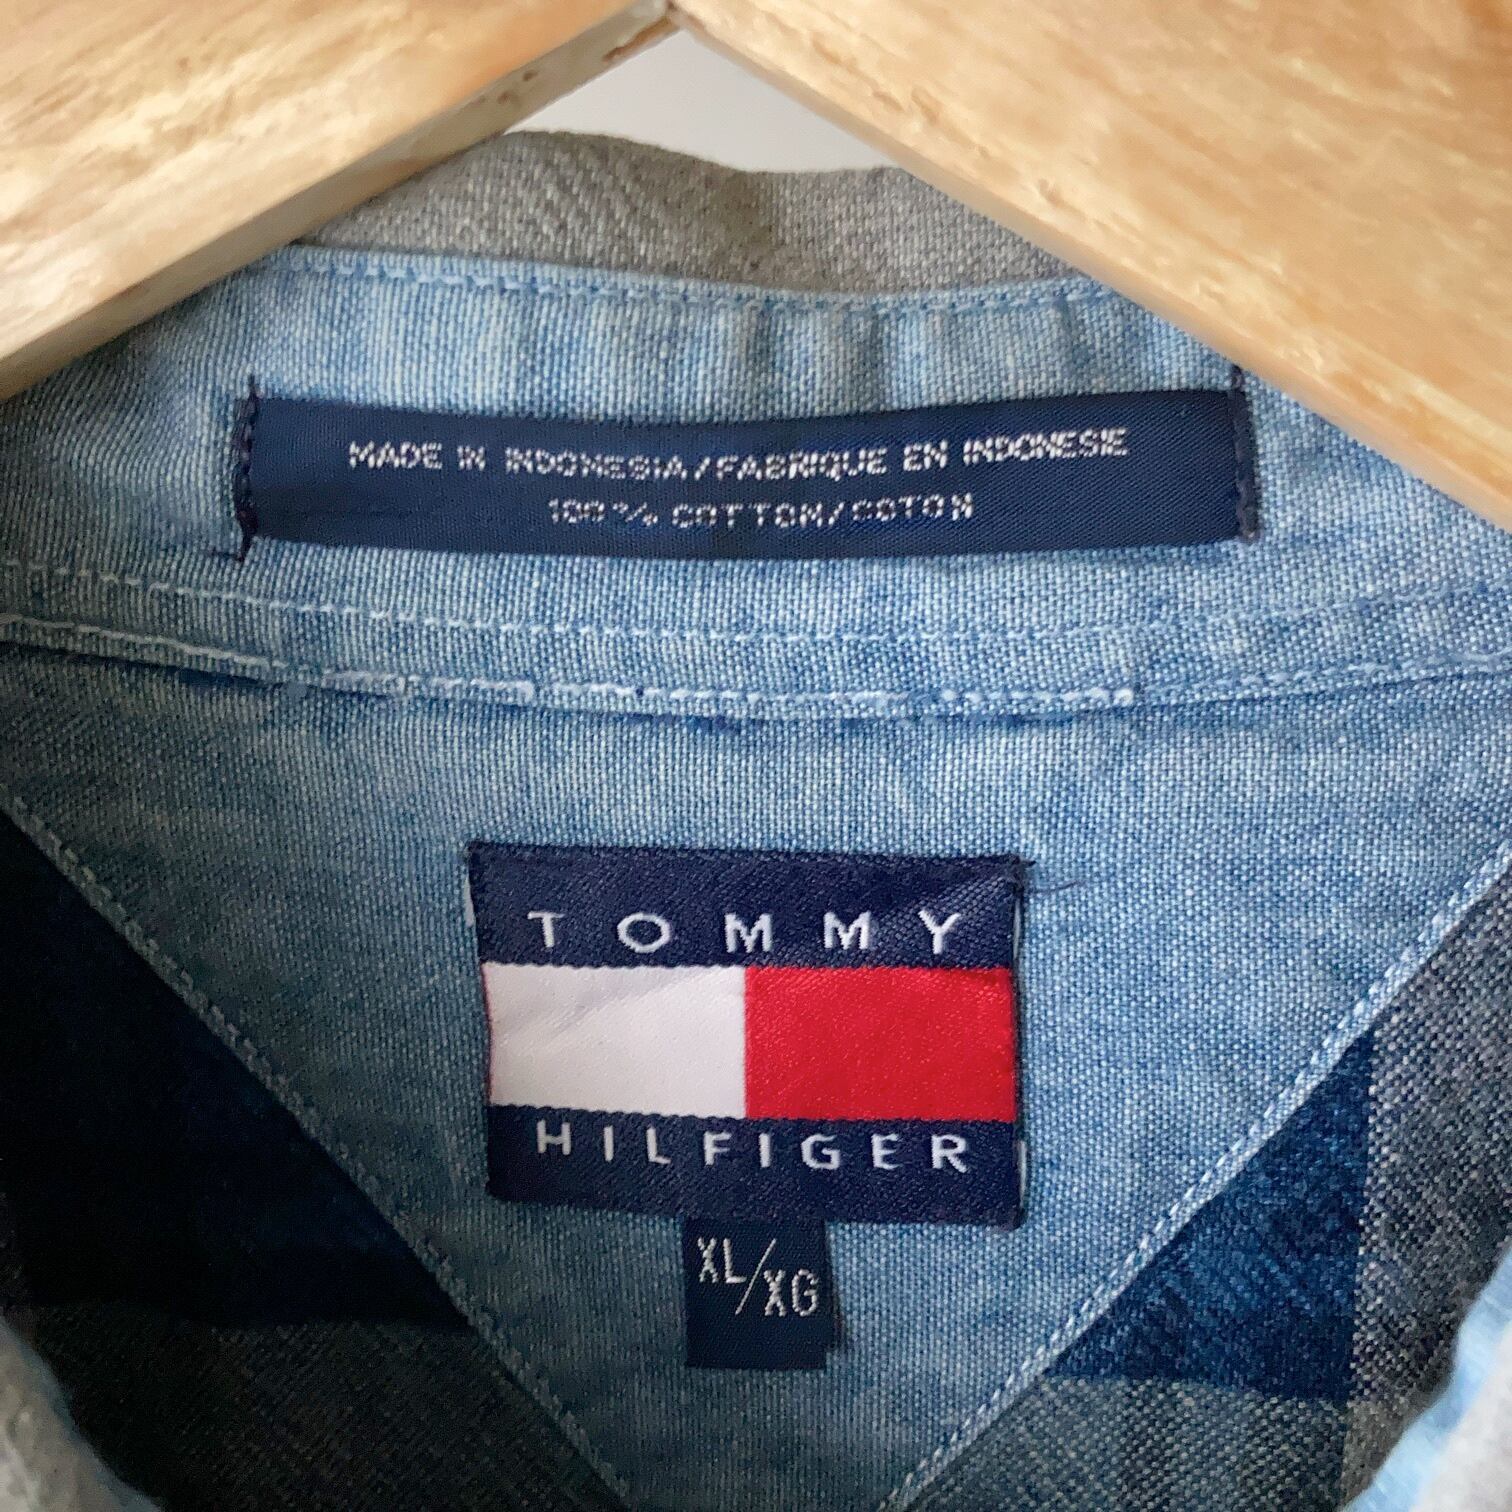 MADE IN INDONESIA/FABRIQUE EN INDONESIE
100% COTTON/COTON
TOMMY
HILFIGER
XL/XG